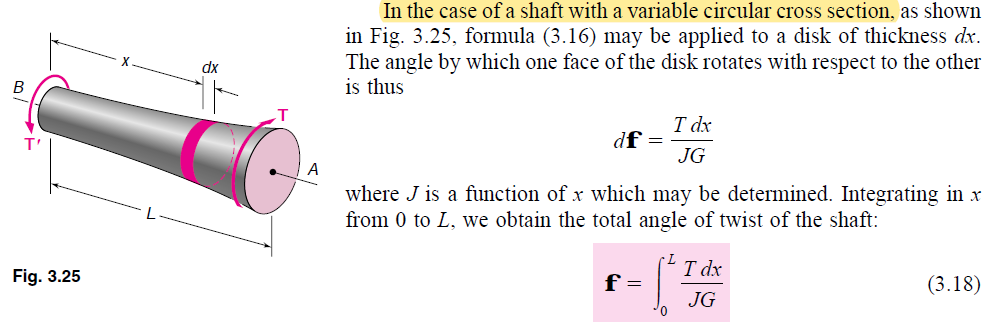 In the case of a shaft with a variable circular cross section, as shown
in Fig. 3.25, formula (3.16) may be applied to a disk of thickness dx.
The angle by which one face of the disk rotates with respect to the other
is thus
df = T dx / JG
where J is a function of x which may be determined. Integrating in x
from 0 to L, we obtain the total angle of twist of the shaft:
f = ∫₀ᴸ T dx / JG (3.18)
x
dx
B
T
T'
A
L
Fig. 3.25